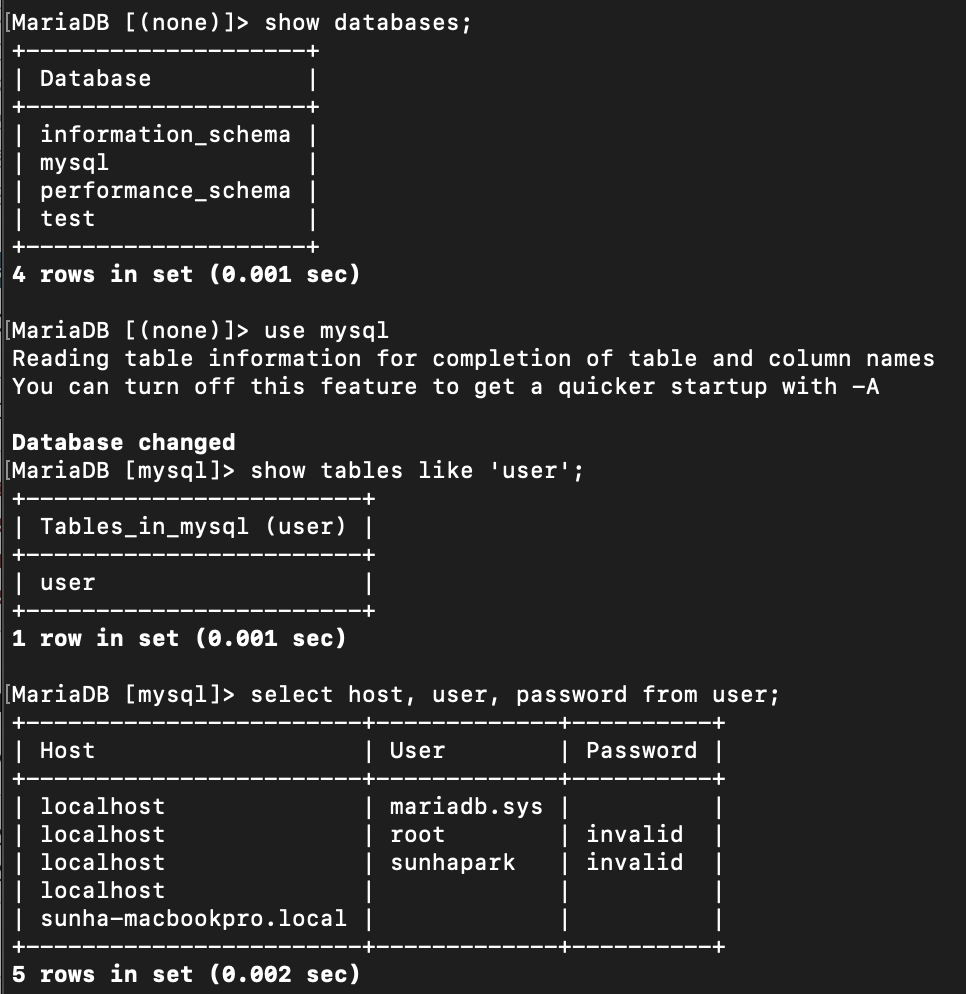 [MariaDB [(none)]> show databases;
+--------------------+
| Database           |
+--------------------+
| information_schema |
| mysql              |
| performance_schema |
| test               |
+--------------------+
4 rows in set (0.001 sec)
[MariaDB [(none)]> use mysql
Reading table information for completion of table and column names
You can turn off this feature to get a quicker startup with -A
Database changed
[MariaDB [mysql]> show tables like 'user';
+------------------------+
| Tables_in_mysql (user) |
+------------------------+
| user                   |
+------------------------+
1 row in set (0.001 sec)
[MariaDB [mysql]> select host, user, password from user;
+------------------------+-------------+----------+
| Host                   | User        | Password |
+------------------------+-------------+----------+
| localhost              | mariadb.sys |          |
| localhost              | root        | invalid  |
| localhost              | sunhapark   | invalid  |
| localhost              |             |          |
| sunha-macbookpro.local |             |          |
+------------------------+-------------+----------+
5 rows in set (0.002 sec)